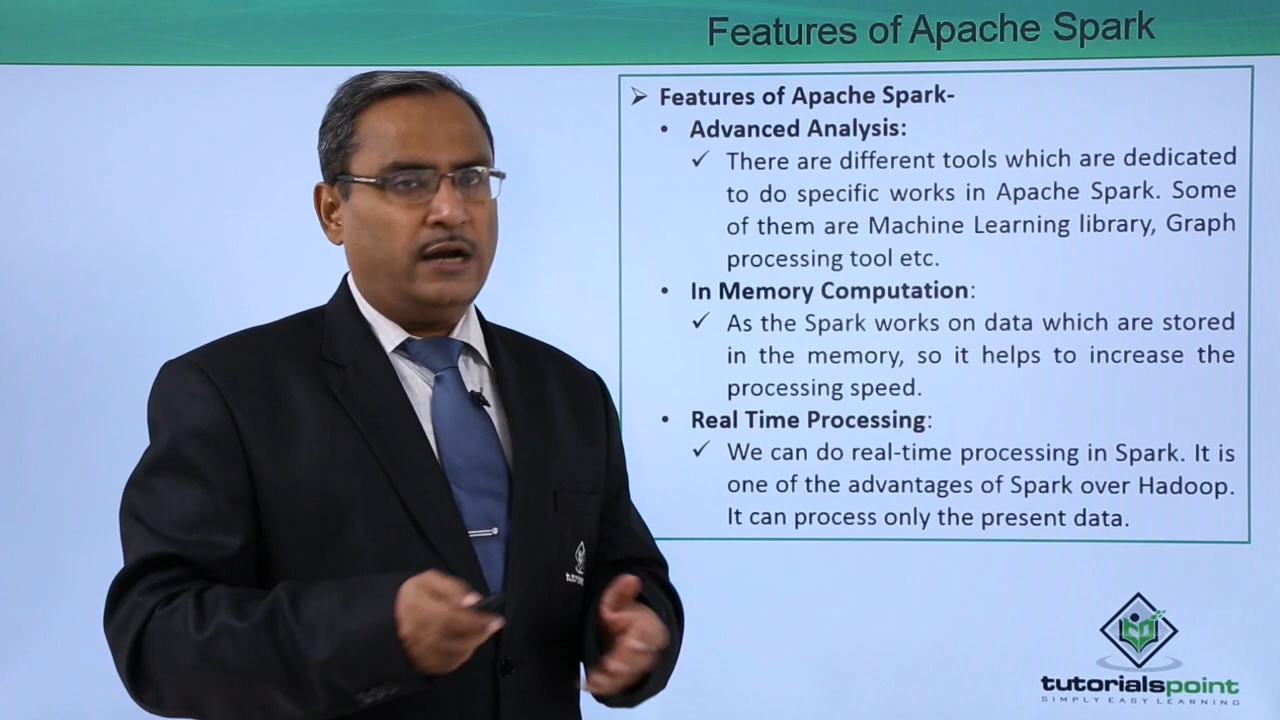 Features of Apache Spark
➢ Features of Apache Spark-
• Advanced Analysis:
✓ There are different tools which are dedicated
to do specific works in Apache Spark. Some
of them are Machine Learning library, Graph
processing tool etc.
• In Memory Computation:
✓ As the Spark works on data which are stored
in the memory, so it helps to increase the
processing speed.
• Real Time Processing:
✓ We can do real-time processing in Spark. It is
one of the advantages of Spark over Hadoop.
It can process only the present data.
tutorialspoint
SIMPLY EASY LEARNING